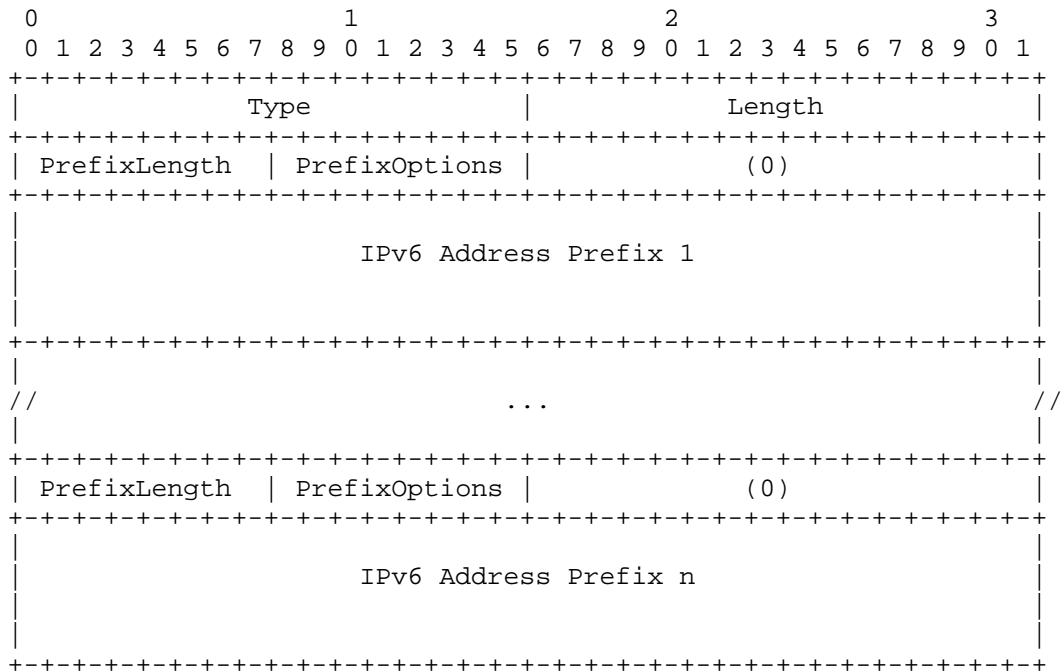 0 1 2 3
0 1 2 3 4 5 6 7 8 9 0 1 2 3 4 5 6 7 8 9 0 1 2 3 4 5 6 7 8 9 0 1
+-+-+-+-+-+-+-+-+-+-+-+-+-+-+-+-+-+-+-+-+-+-+-+-+-+-+-+-+-+-+-+-+
| Type | Length |
+-+-+-+-+-+-+-+-+-+-+-+-+-+-+-+-+-+-+-+-+-+-+-+-+-+-+-+-+-+-+-+-+
| PrefixLength | PrefixOptions | (0) |
+-+-+-+-+-+-+-+-+-+-+-+-+-+-+-+-+-+-+-+-+-+-+-+-+-+-+-+-+-+-+-+-+
| |
| IPv6 Address Prefix 1 |
| |
| |
+-+-+-+-+-+-+-+-+-+-+-+-+-+-+-+-+-+-+-+-+-+-+-+-+-+-+-+-+-+-+-+-+
| |
// ... //
| |
+-+-+-+-+-+-+-+-+-+-+-+-+-+-+-+-+-+-+-+-+-+-+-+-+-+-+-+-+-+-+-+-+
| PrefixLength | PrefixOptions | (0) |
+-+-+-+-+-+-+-+-+-+-+-+-+-+-+-+-+-+-+-+-+-+-+-+-+-+-+-+-+-+-+-+-+
| |
| IPv6 Address Prefix n |
| |
| |
+-+-+-+-+-+-+-+-+-+-+-+-+-+-+-+-+-+-+-+-+-+-+-+-+-+-+-+-+-+-+-+-+